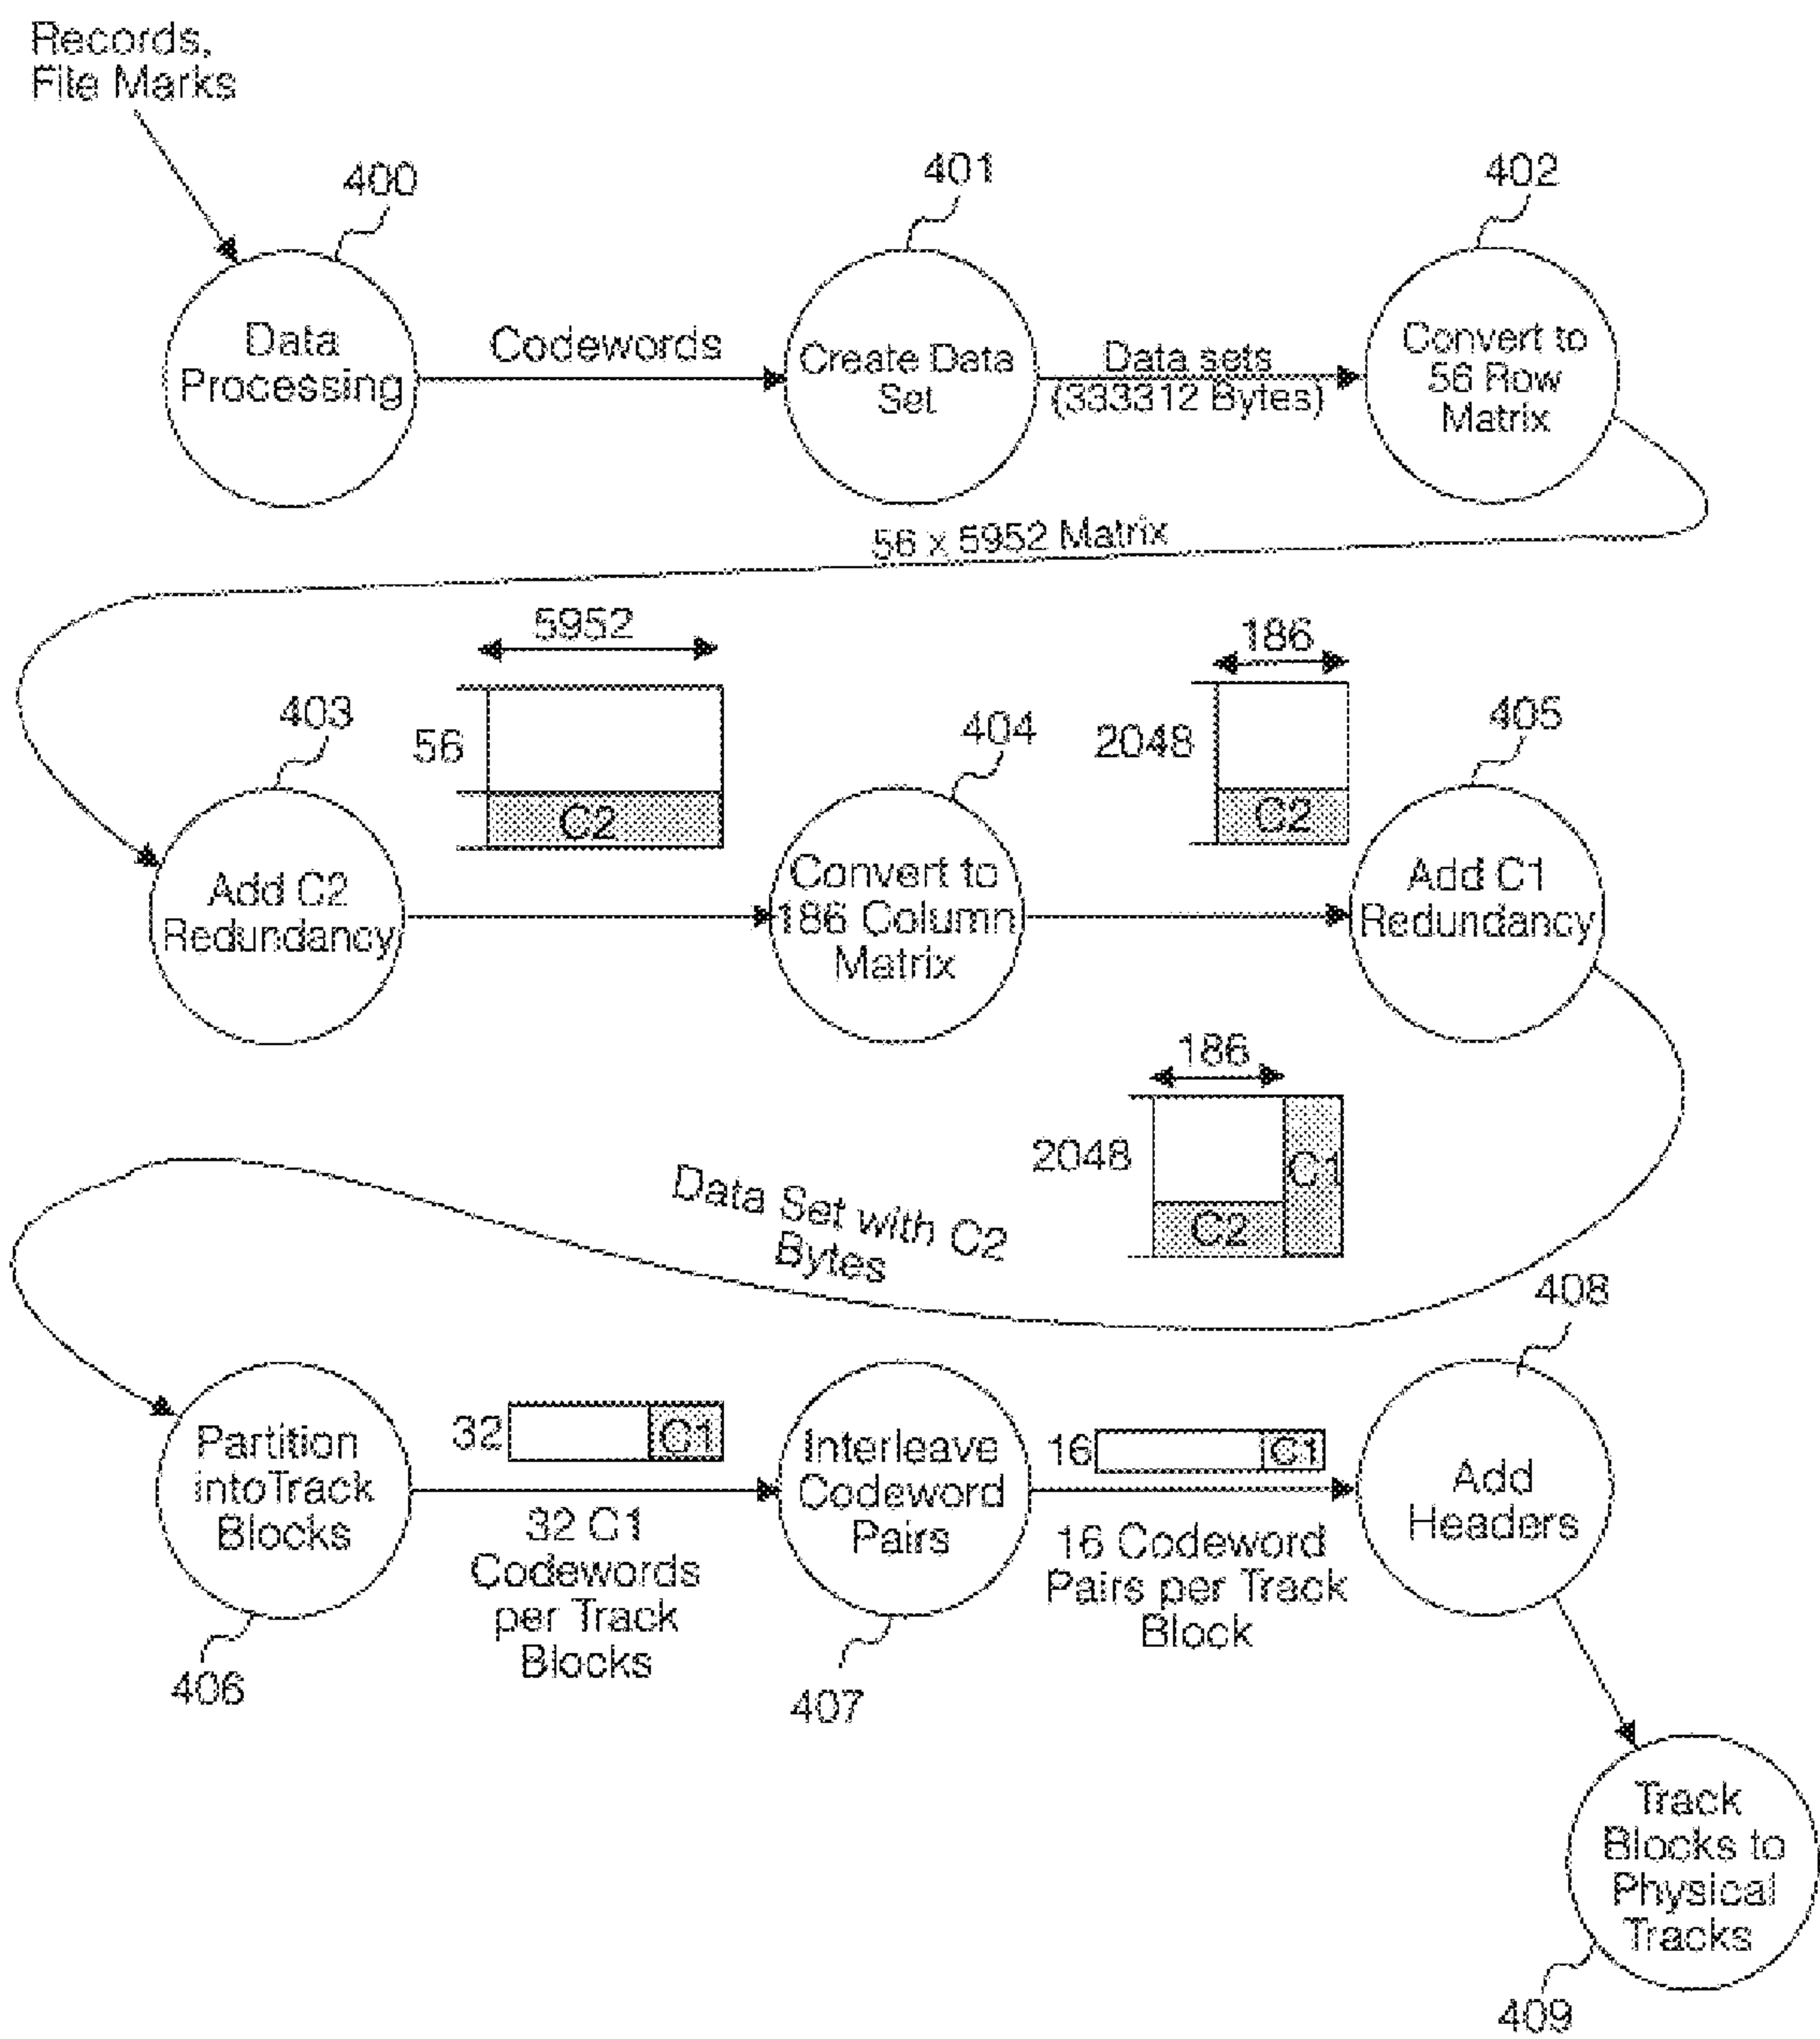 Records,
File Marks
400
401
402
Data
Processing
Codewords
Create Data
Set
Data sets
(333312 Bytes)
Convert to
56 Row
Matrix
56 x 5952 Matrix
5952
186
403
56
C2
404
2048
C2
405
Add C2
Redundancy
Convert to
186 Column
Matrix
Add C1
Redundancy
186
2048
C1
C2
Data Set with C2
Bytes
408
Partition
intoTrack
Blocks
32
C1
32 C1
Codewords
per Track
Blocks
Interleave
Codeword
Pairs
16
C1
16 Codeword
Pairs per Track
Block
Add
Headers
406
407
Track
Blocks to
Physical
Tracks
409